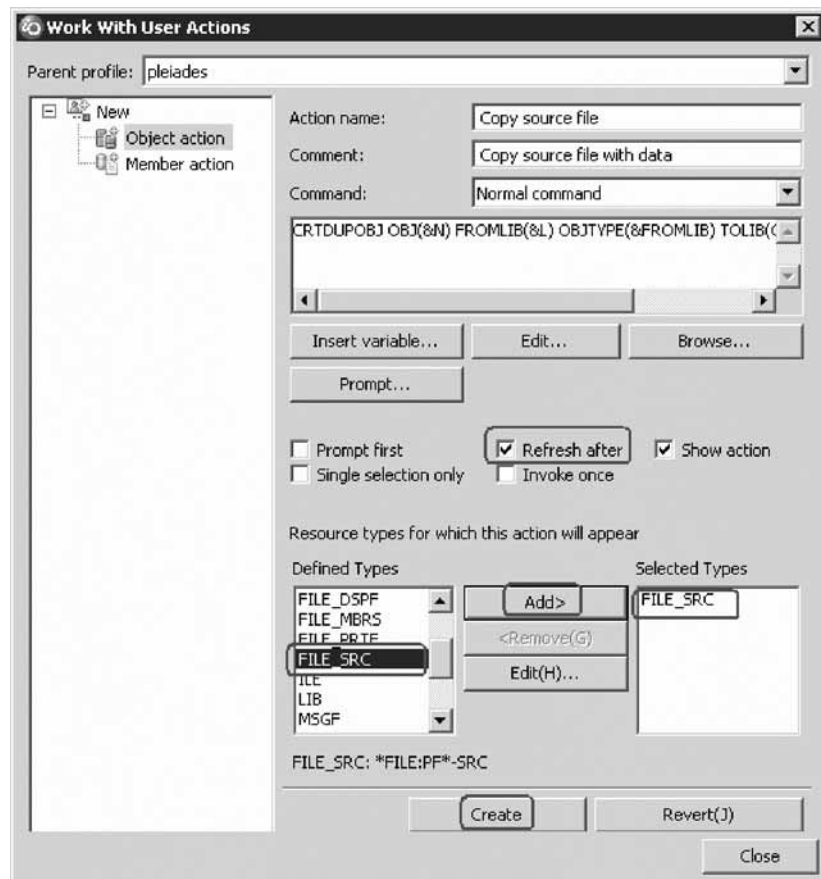 Work With User Actions
Parent profile: pleiades
New
Object action
Member action
Action name: Copy source file
Comment: Copy source file with data
Command: Normal command
CRTDUPOBJ OBJ(&N) FROMLIB(&L) OBJTYPE(&FROMLIB) TOLIB(
Insert variable... Edit... Browse...
Prompt...
Prompt first Refresh after Show action
Single selection only Invoke once
Resource types for which this action will appear
Defined Types Selected Types
FILE_DSPF Add> FILE_SRC
FILE_MBRS
FILE_PRTF <Remove(G)
FILE_SRC
ILE Edit(H)...
LIB
MSGF
FILE_SRC: *FILE:PF*-SRC
Create Revert(J)
Close